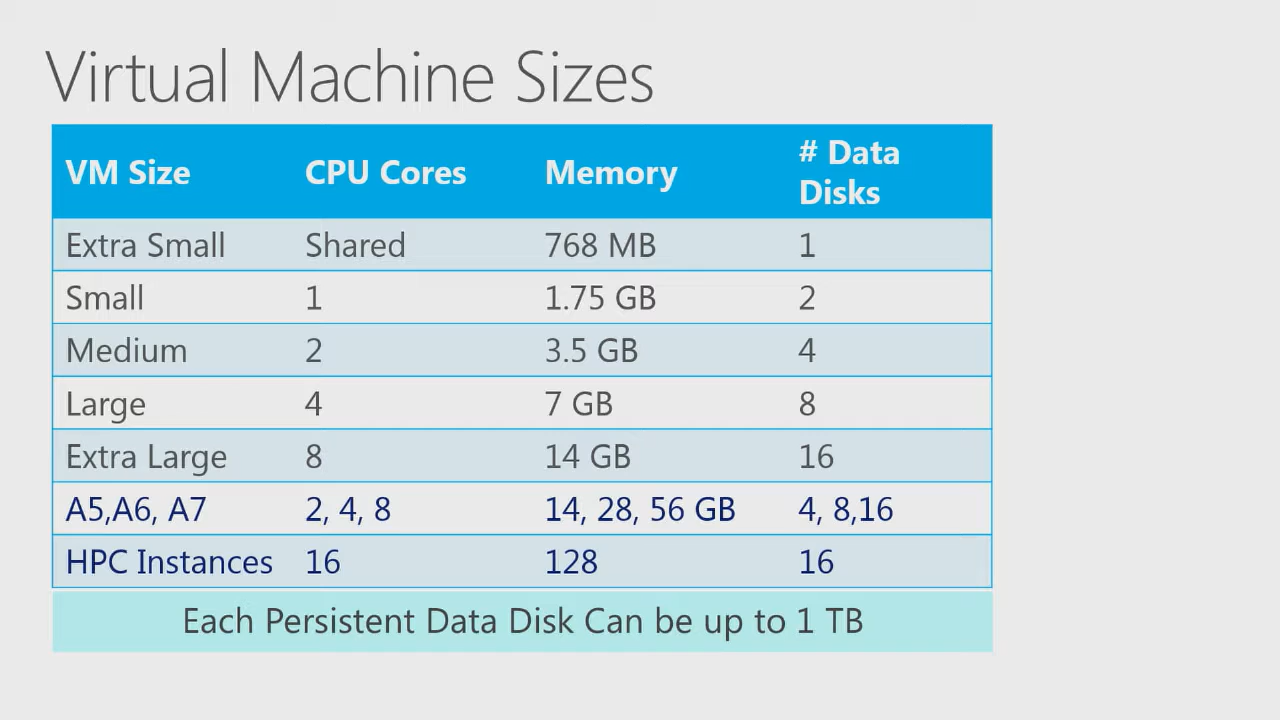 Virtual Machine Sizes
VM Size CPU Cores Memory # Data Disks
Extra Small Shared 768 MB 1
Small 1 1.75 GB 2
Medium 2 3.5 GB 4
Large 4 7 GB 8
Extra Large 8 14 GB 16
A5,A6, A7 2, 4, 8 14, 28, 56 GB 4, 8,16
HPC Instances 16 128 16
Each Persistent Data Disk Can be up to 1 TB